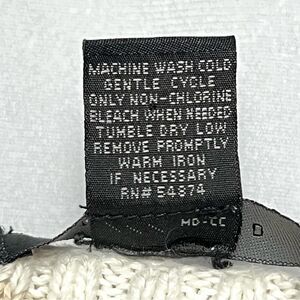 MACHINE WASH COLD
GENTLE CYCLE
ONLY NON-CHLORINE
BLEACH WHEN NEEDED
TUMBLE DRY LOW
REMOVE PROMPTLY
WARM IRON
IF NECESSARY
RN# 54874
MD-CC
D